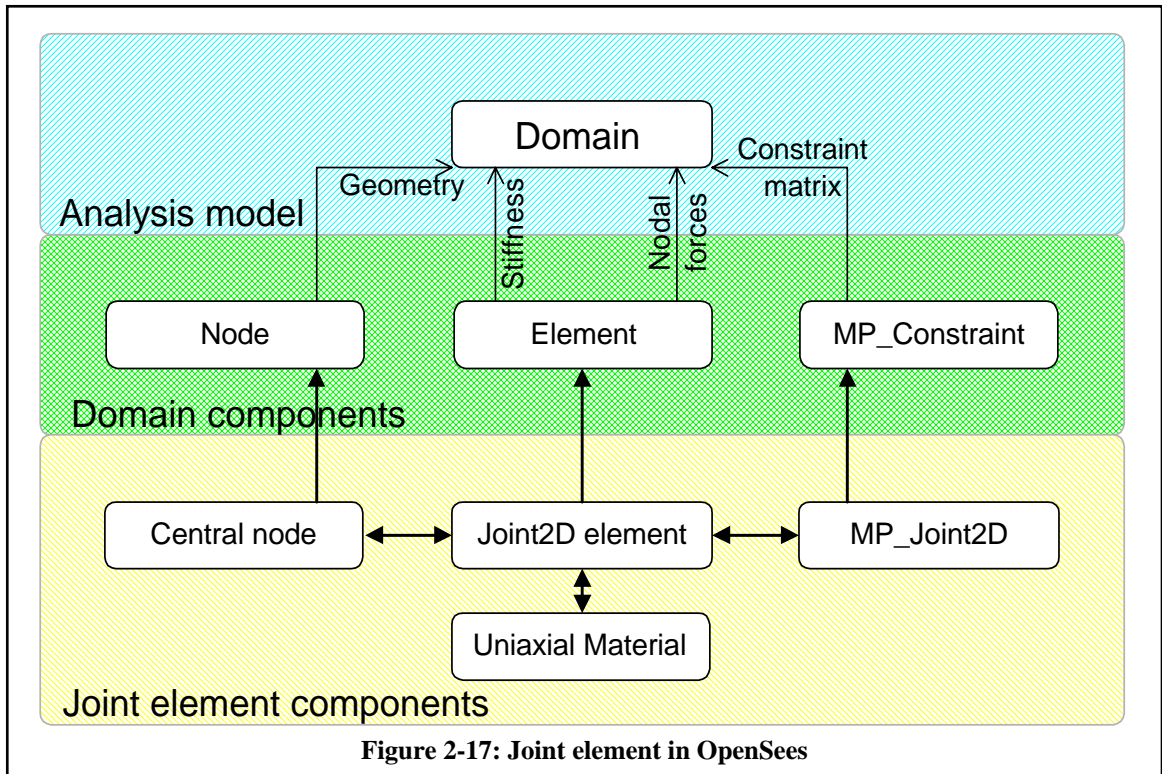 Domain
Geometry
Stiffness
Nodal
forces
Constraint
matrix
Analysis model
Node
Element
MP_Constraint
Domain components
Central node
Joint2D element
MP_Joint2D
Uniaxial Material
Joint element components
Figure 2-17: Joint element in OpenSees